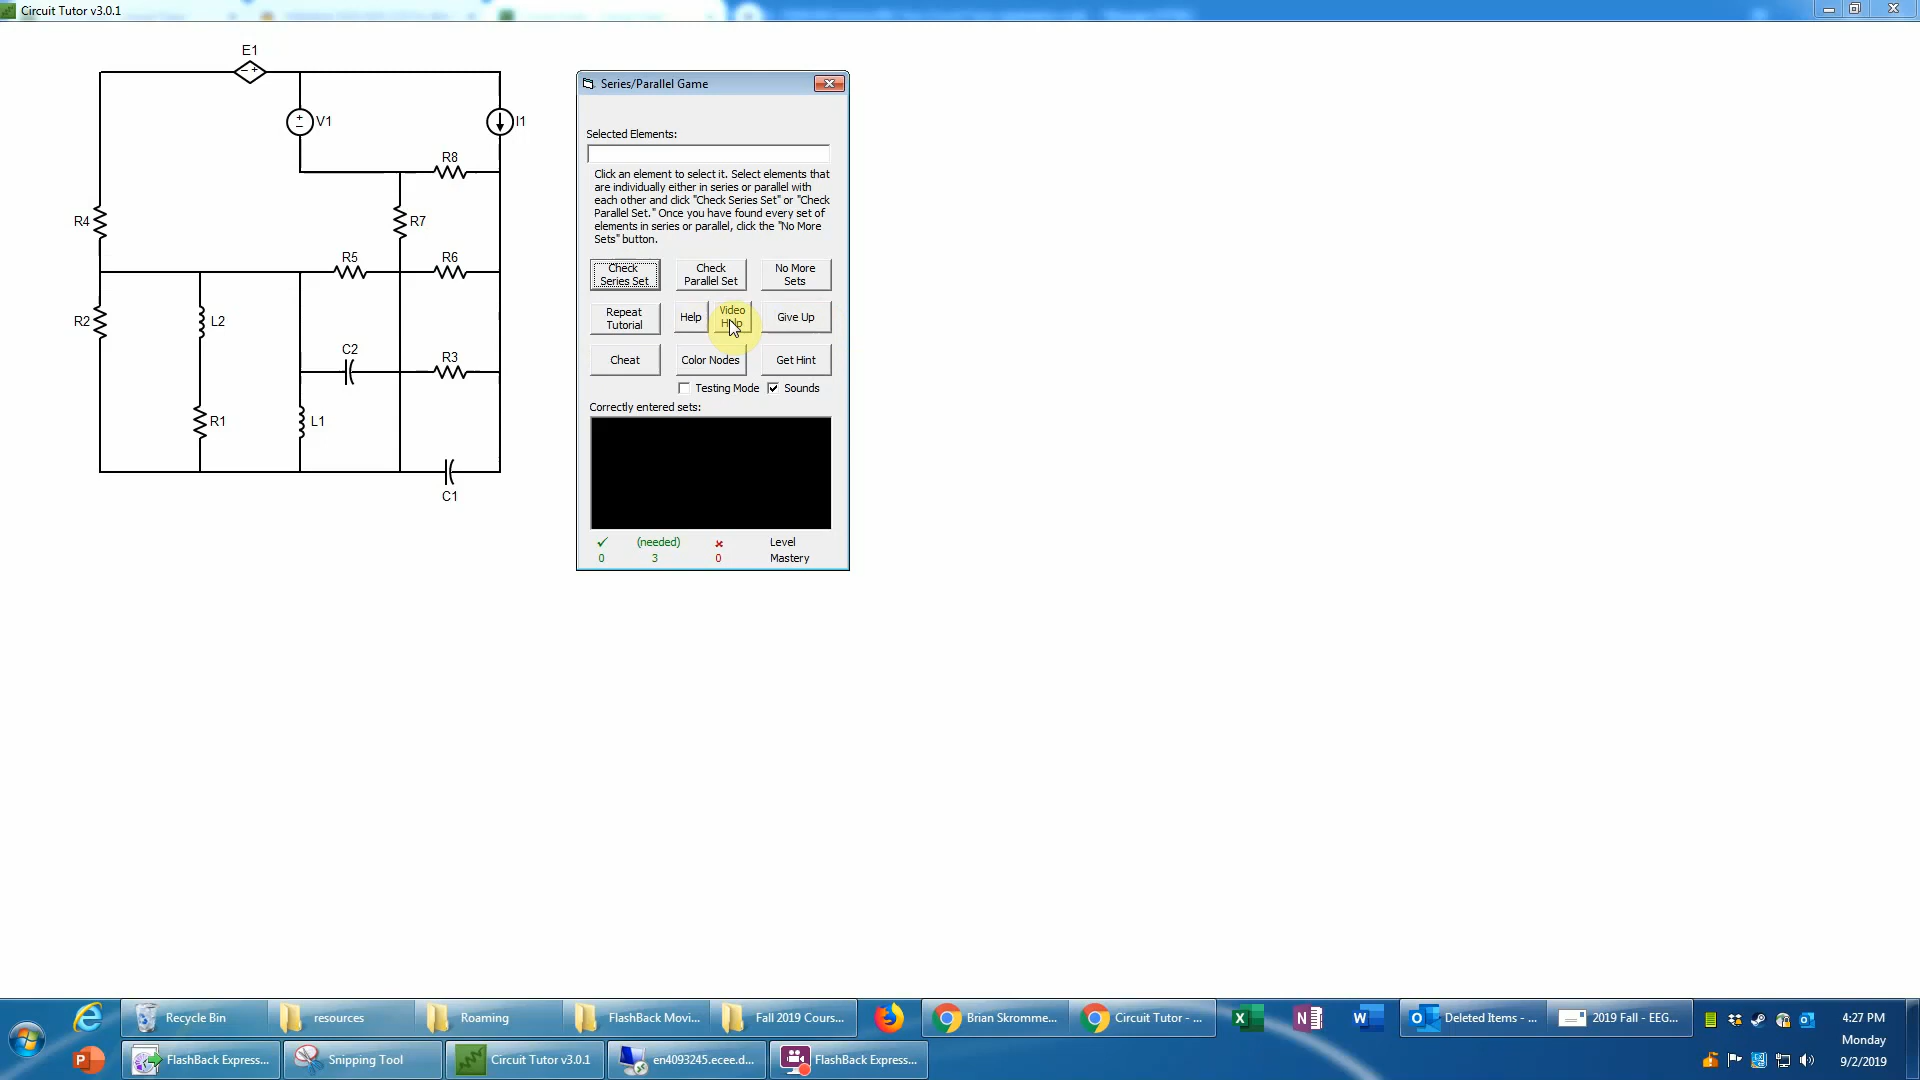 Circuit Tutor v3.0.1
E1
V1
I1
R8
R4
R7
R5
R6
R2
L2
C2
R3
R1
L1
C1
Series/Parallel Game
Selected Elements:
Click an element to select it. Select elements that
are individually either in series or parallel with
each other and click "Check Series Set" or "Check
Parallel Set." Once you have found every set of
elements in series or parallel, click the "No More
Sets" button.
Check
Series Set
Check
Parallel Set
No More
Sets
Repeat
Tutorial
Help
Video
Help
Give Up
Cheat
Color Nodes
Get Hint
Testing Mode
Sounds
Correctly entered sets:
(needed)
Level
0
3
0
Mastery
Recycle Bin
resources
Roaming
FlashBack Movi...
Fall 2019 Cours...
Brian Skromme...
Circuit Tutor - ...
Deleted Items - ...
2019 Fall - EEG...
4:27 PM
Monday
9/2/2019
FlashBack Express...
Snipping Tool
Circuit Tutor v3.0.1
en4093245.ecee.d...
FlashBack Express...